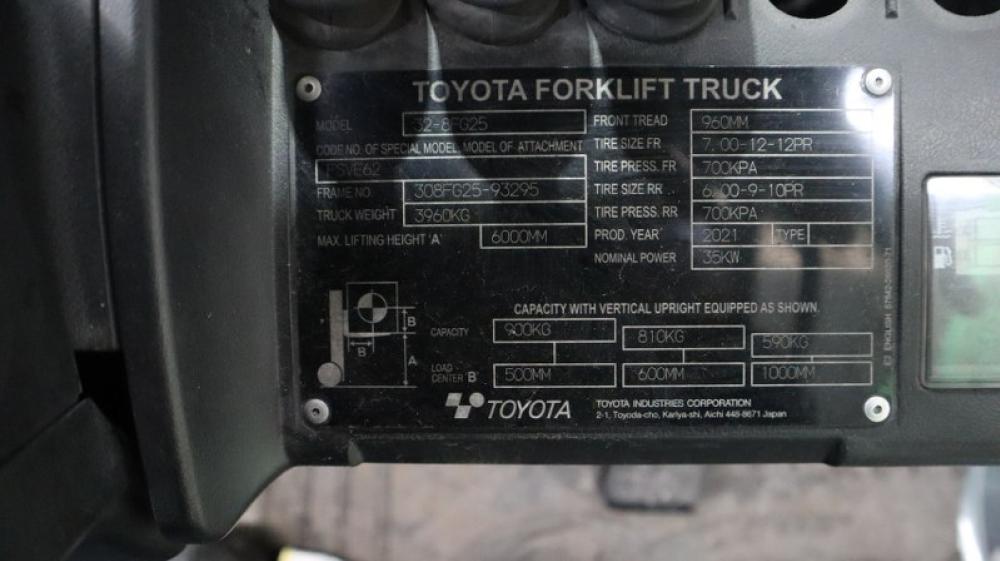 TOYOTA FORKLIFT TRUCK
MODEL 32-8FG25
CODE NO. OF SPECIAL MODEL. MODEL OF ATTACHMENT
PSVE62
FRAME NO. 308FG25-93295
TRUCK WEIGHT 3960KG
MAX. LIFTING HEIGHT 'A' 6000MM
FRONT TREAD 960MM
TIRE SIZE FR 7.00-12-12PR
TIRE PRESS. FR 700KPA
TIRE SIZE RR 6.00-9-10PR
TIRE PRESS. RR 700KPA
PROD. YEAR 2021 TYPE
NOMINAL POWER 35KW
CAPACITY WITH VERTICAL UPRIGHT EQUIPPED AS SHOWN.
B
B
A
CAPACITY 900KG 810KG 590KG
LOAD
CENTER 'B' 500MM 600MM 1000MM
TOYOTA
TOYOTA INDUSTRIES CORPORATION
2-1, Toyoda-cho, Kariya-shi, Aichi 448-8671 Japan